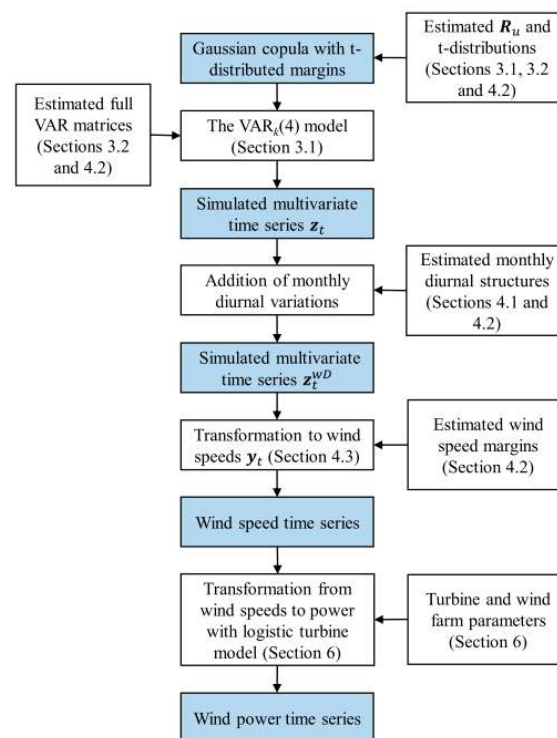 Gaussian copula with t-
distributed margins
Estimated R_u and
t-distributions
(Sections 3.1, 3.2
and 4.2)
Estimated full
VAR matrices
(Sections 3.2
and 4.2)
The VAR_k(4) model
(Section 3.1)
Simulated multivariate
time series z_t
Addition of monthly
diurnal variations
Estimated monthly
diurnal structures
(Sections 4.1 and
4.2)
Simulated multivariate
time series z_t^{wD}
Transformation to wind
speeds y_t (Section 4.3)
Estimated wind
speed margins
(Section 4.2)
Wind speed time series
Transformation from
wind speeds to power
with logistic turbine
model (Section 6)
Turbine and wind
farm parameters
(Section 6)
Wind power time series